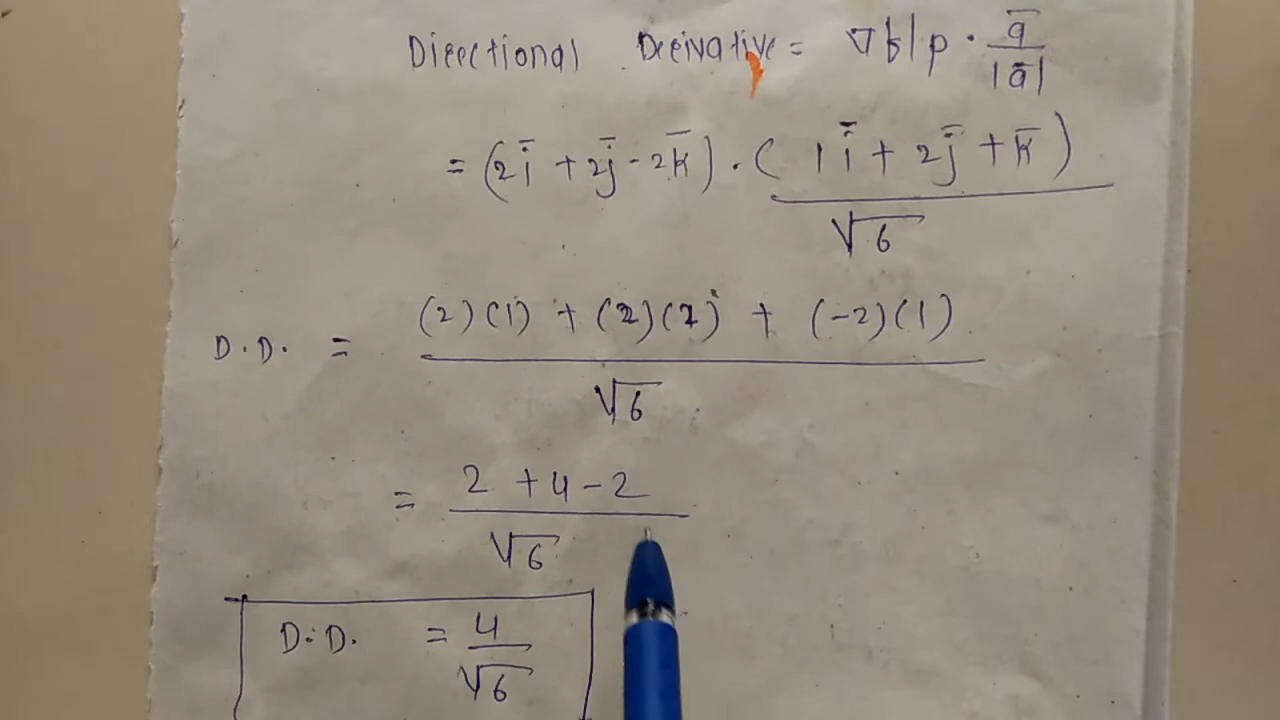 Directional Derivative = ∇f|p · ā/|ā|
= (2ī + 2j̄ - 2k̄) · (1ī + 2j̄ + k̄)/√6
D.D. = (2)(1) + (2)(2) + (-2)(1)/√6
= 2 + 4 - 2/√6
D.D. = 4/√6